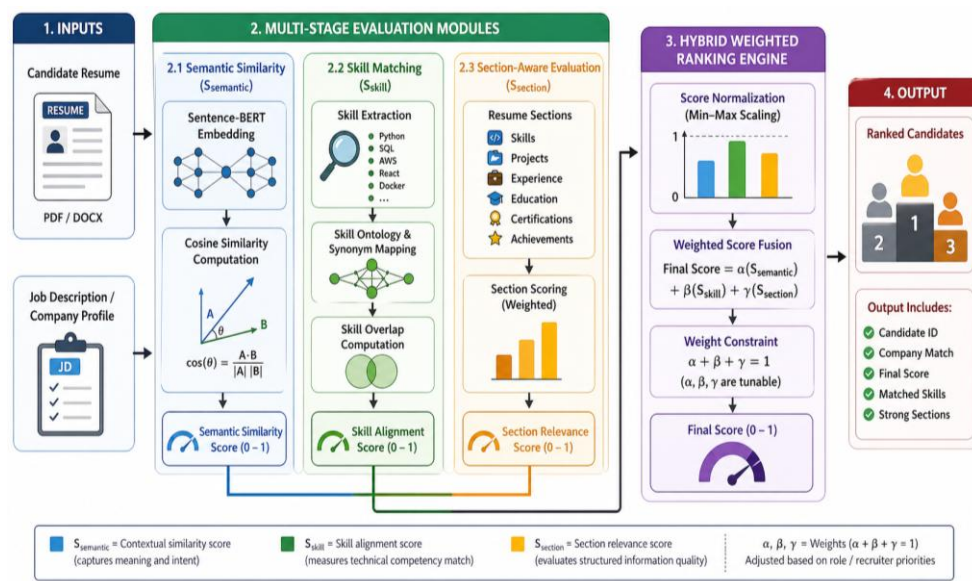 1. INPUTS
Candidate Resume
RESUME
PDF / DOCX
Job Description /
Company Profile
JD
2. MULTI-STAGE EVALUATION MODULES
2.1 Semantic Similarity
(Ssemantic)
Sentence-BERT
Embedding
Cosine Similarity
Computation
A
θ
B
cos(θ) = A·B / |A| |B|
Semantic Similarity
Score (0 – 1)
2.2 Skill Matching
(Sskill)
Skill Extraction
Python
SQL
AWS
React
Docker
...
Skill Ontology &
Synonym Mapping
Skill Overlap
Computation
Skill Alignment
Score (0 – 1)
2.3 Section-Aware Evaluation
(Ssection)
Resume Sections
Skills
Projects
Experience
Education
Certifications
Achievements
Section Scoring
(Weighted)
Section Relevance
Score (0 – 1)
3. HYBRID WEIGHTED
RANKING ENGINE
Score Normalization
(Min–Max Scaling)
1
0
Weighted Score Fusion
Final Score = α(Ssemantic)
+ β(Sskill) + γ(Ssection)
Weight Constraint
α + β + γ = 1
(α, β, γ are tunable)
Final Score (0 – 1)
4. OUTPUT
Ranked Candidates
2
1
3
Output Includes:
Candidate ID
Company Match
Final Score
Matched Skills
Strong Sections
Ssemantic = Contextual similarity score
(captures meaning and intent)
Sskill = Skill alignment score
(measures technical competency match)
Ssection = Section relevance score
(evaluates structured information quality)
α, β, γ = Weights (α + β + γ = 1)
Adjusted based on role / recruiter priorities